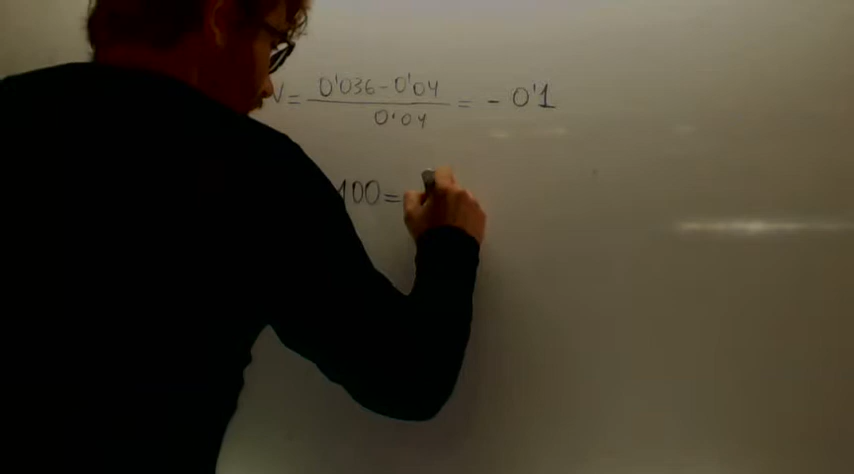 V = 0'036 - 0'04 / 0'04 = - 0'1
100 =